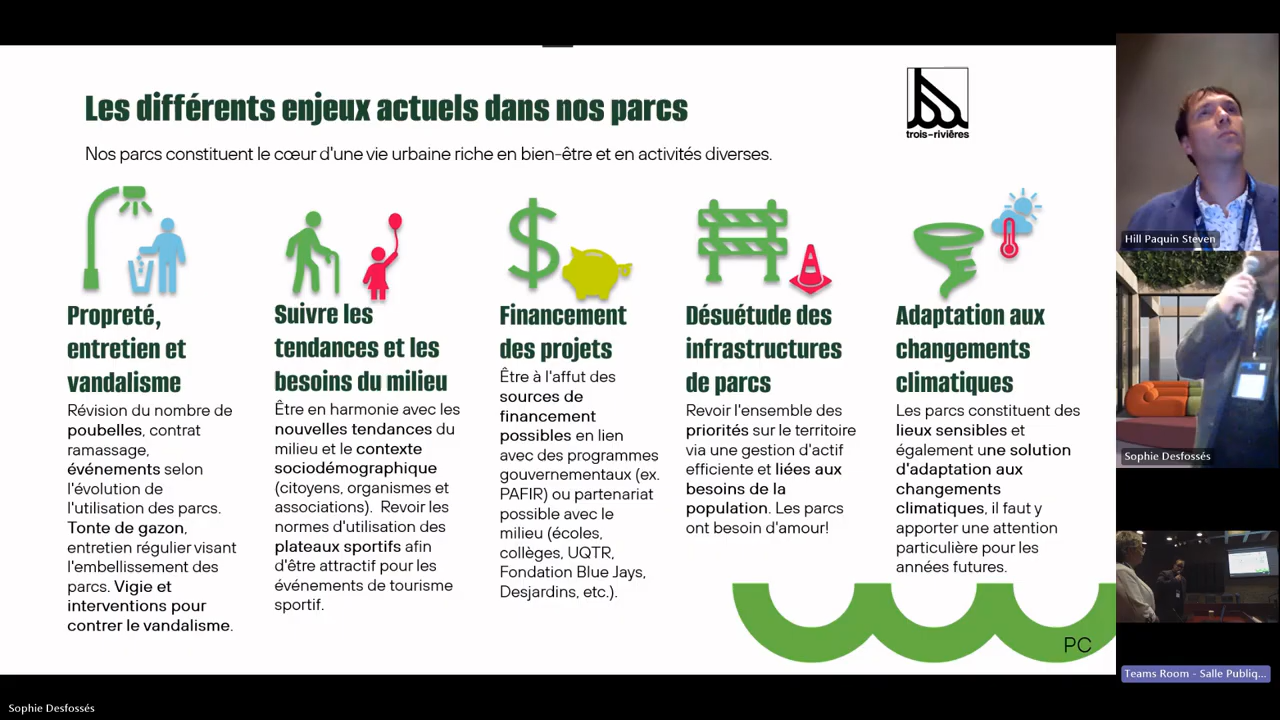 Les différents enjeux actuels dans nos parcs
trois-rivières
Nos parcs constituent le cœur d'une vie urbaine riche en bien-être et en activités diverses.
Propreté,
entretien et
vandalisme
Révision du nombre de
poubelles, contrat
ramassage,
événements selon
l'évolution de
l'utilisation des parcs.
Tonte de gazon,
entretien régulier visant
l'embellissement des
parcs. Vigie et
interventions pour
contrer le vandalisme.
Suivre les
tendances et les
besoins du milieu
Être en harmonie avec les
nouvelles tendances du
milieu et le contexte
sociodémographique
(citoyens, organismes et
associations). Revoir les
normes d'utilisation des
plateaux sportifs afin
d'être attractif pour les
événements de tourisme
sportif.
Financement
des projets
Être à l'affut des
sources de
financement
possibles en lien
avec des programmes
gouvernementaux (ex.
PAFIR) ou partenariat
possible avec le
milieu (écoles,
collèges, UQTR,
Fondation Blue Jays,
Desjardins, etc.).
Désuétude des
infrastructures
de parcs
Revoir l'ensemble des
priorités sur le territoire
via une gestion d'actif
efficiente et liées aux
besoins de la
population. Les parcs
ont besoin d'amour!
Adaptation aux
changements
climatiques
Les parcs constituent des
lieux sensibles et
également une solution
d'adaptation aux
changements
climatiques, il faut y
apporter une attention
particulière pour les
années futures.
PC
Hill Paquin Steven
Sophie Desfossés
Teams Room - Salle Publiq...
Sophie Desfossés